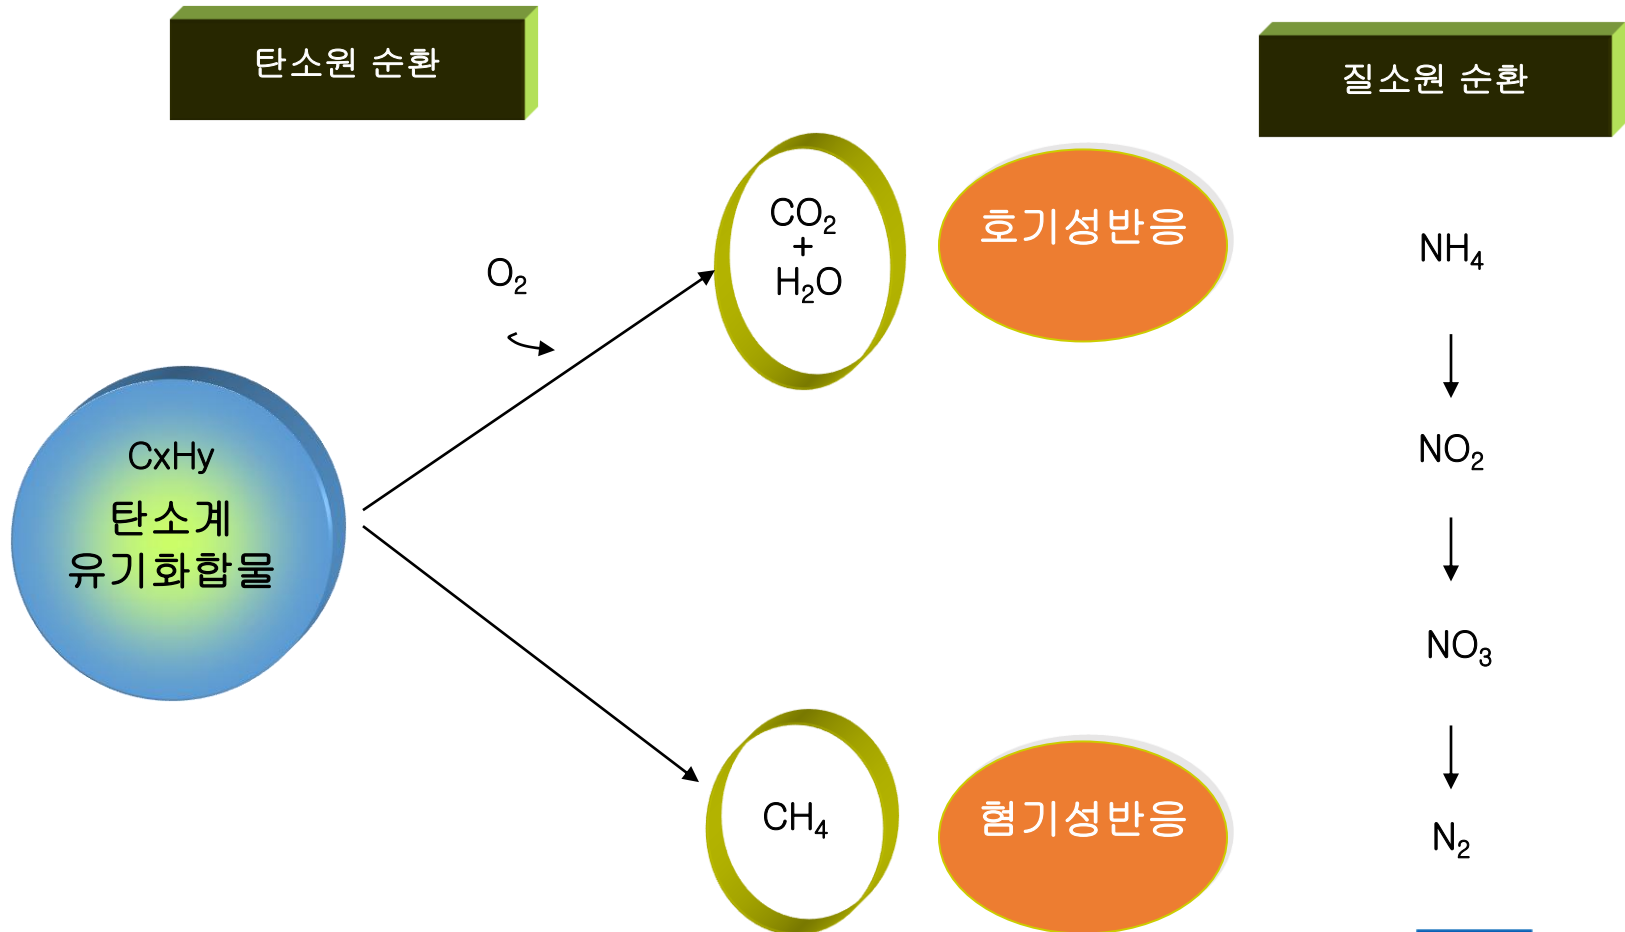 탄소원 순환
질소원 순환
CO₂
+
H₂O
호기성반응
O₂
NH₄
CxHy
탄소계
유기화합물
NO₂
NO₃
CH₄
혐기성반응
N₂